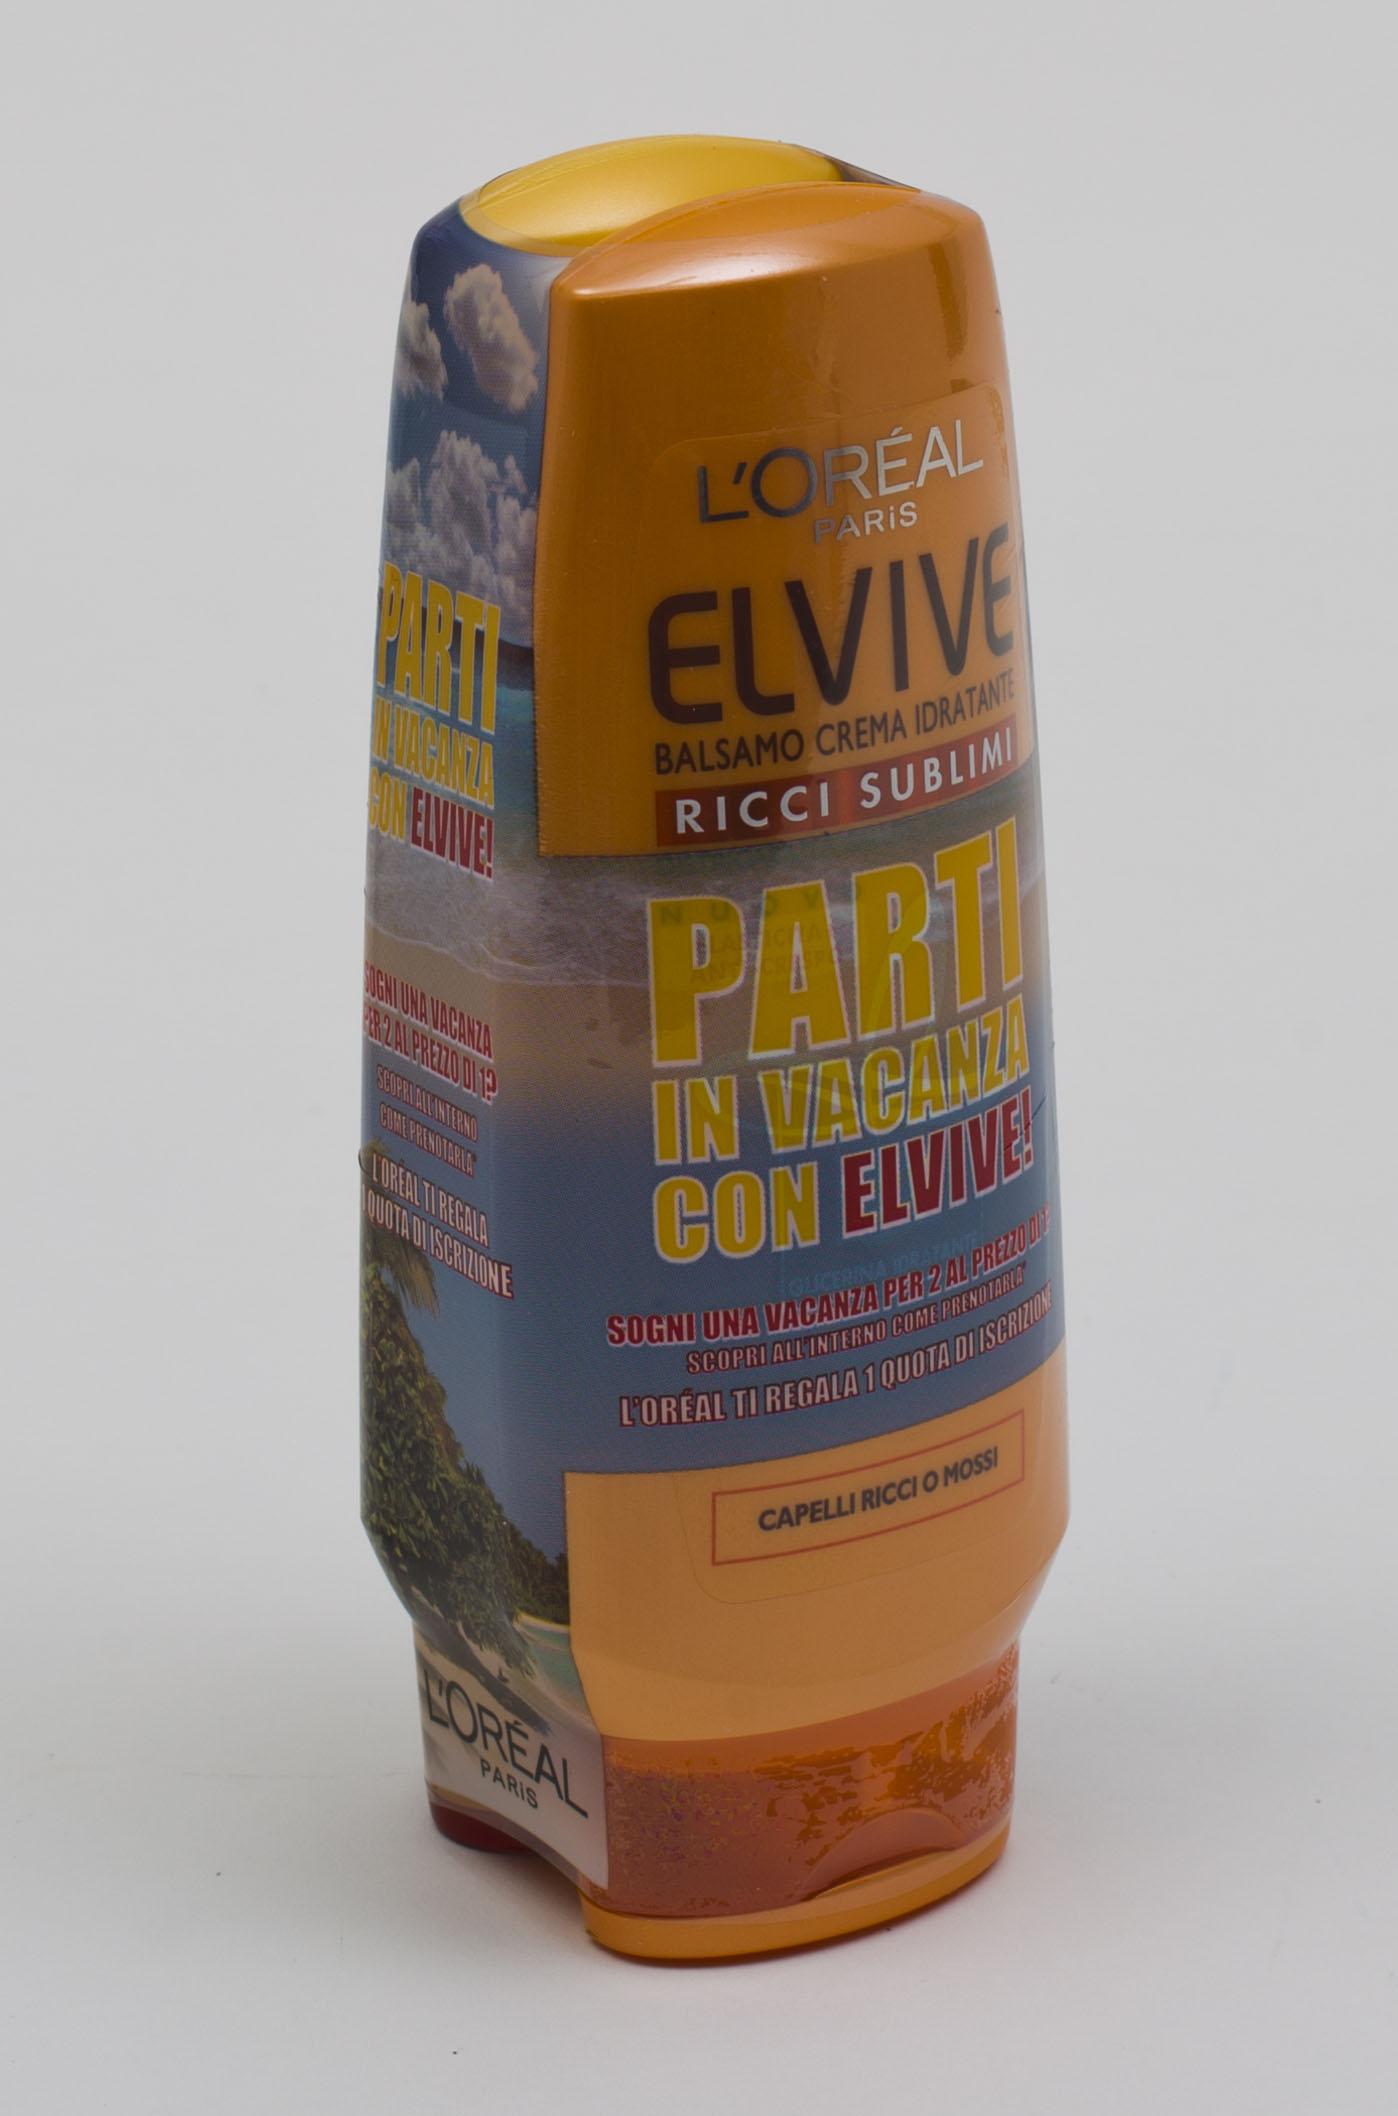 L'ORÉAL
PARiS
ELVIVE
BALSAMO CREMA IDRATANTE
RICCI SUBLIMI
PARTI
IN VACANZA
CON ELVIVE!
NUOVO
GLICERINA IDRATANTE
SOGNI UNA VACANZA PER 2 AL PREZZO DI 1?
SCOPRI ALL'INTERNO COME PRENOTARLA*
L'ORÉAL TI REGALA 1 QUOTA DI ISCRIZIONE
CAPELLI RICCI O MOSSI
PARTI
IN VACANZA
CON ELVIVE!
SOGNI UNA VACANZA
PER 2 AL PREZZO DI 1?
SCOPRI ALL'INTERNO
COME PRENOTARLA*
L'ORÉAL TI REGALA
1 QUOTA DI ISCRIZIONE
L'ORÉAL
PARiS